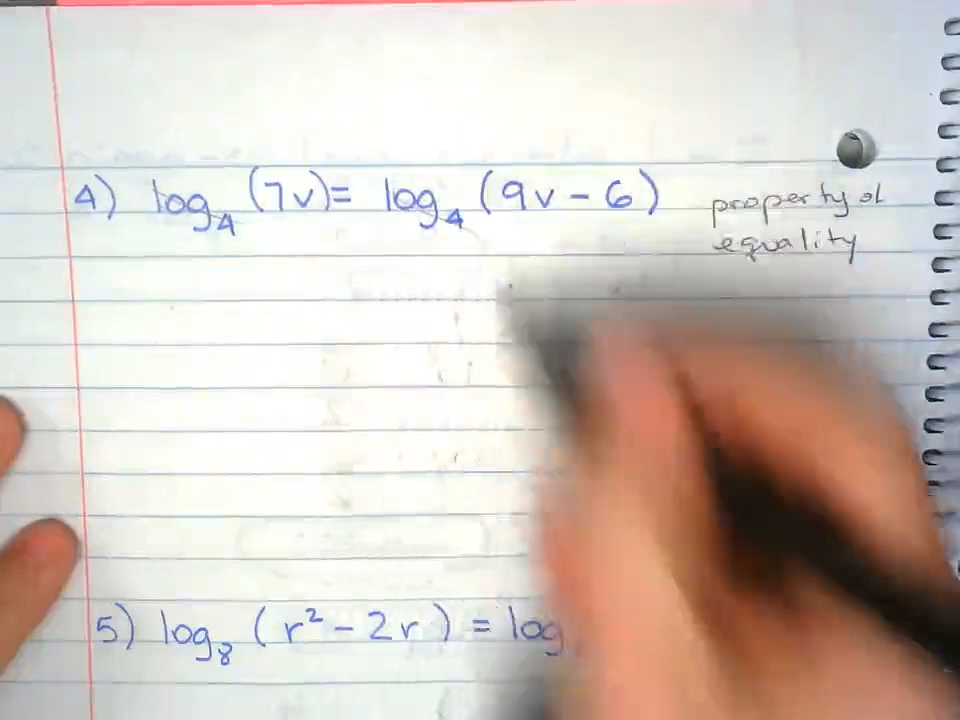 4) log₄ (7v) = log₄ (9v - 6) property of
equality
5) log₈ (r² - 2r) = log